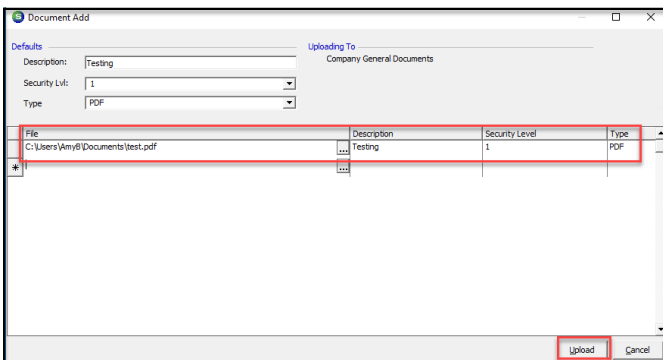 Document Add
Defaults
Uploading To
Description: Testing
Company General Documents
Security Lvl: 1
Type PDF
File Description Security Level Type
C:\Users\AmyB\Documents\test.pdf ... Testing 1 PDF
* ...
Upload Cancel